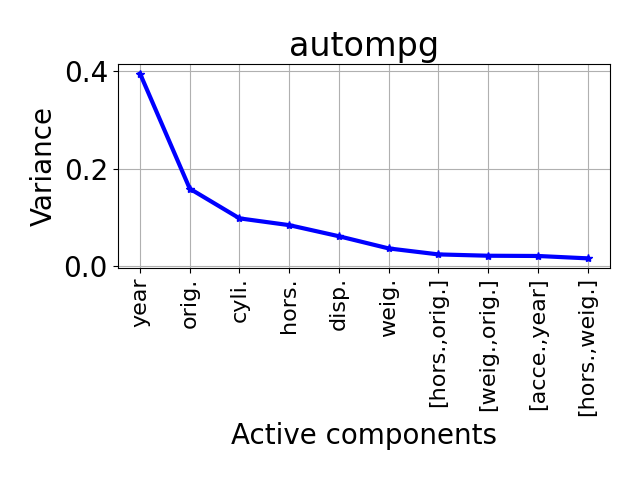 autompg
Variance
0.4
0.2
0.0
year
orig.
cyli.
hors.
disp.
weig.
[hors.,orig.]
[weig.,orig.]
[acce.,year]
[hors.,weig.]
Active components